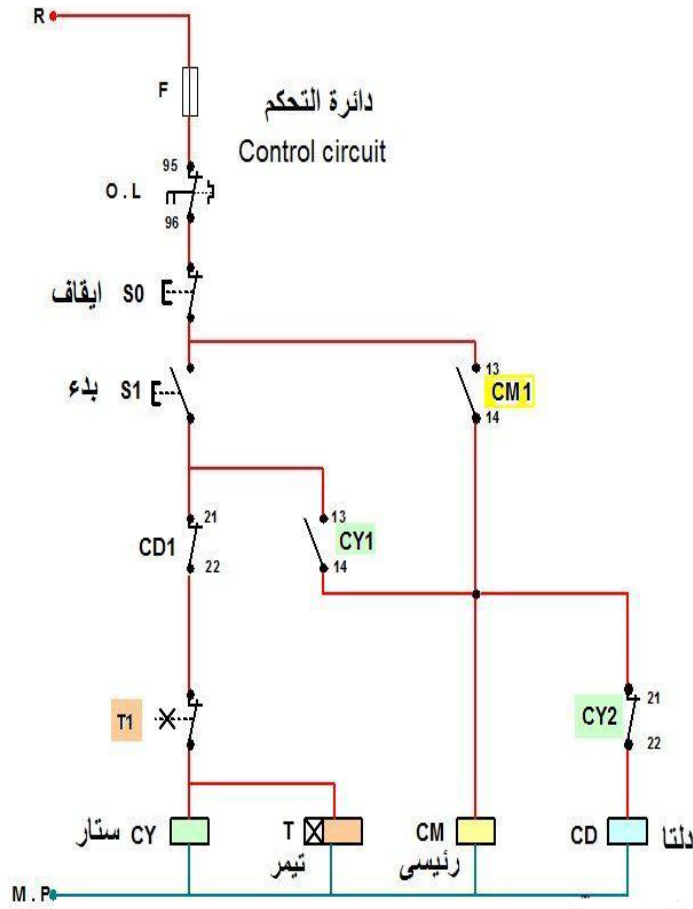 R
F
دائرة التحكم
Control circuit
95
O . L
96
ايقاف S0
بدء S1
13
CM1
14
21
CD1
22
13
CY1
14
T1
21
CY2
22
ستار CY
T
تيمر
CM
رئيسى
CD دلتا
M . P